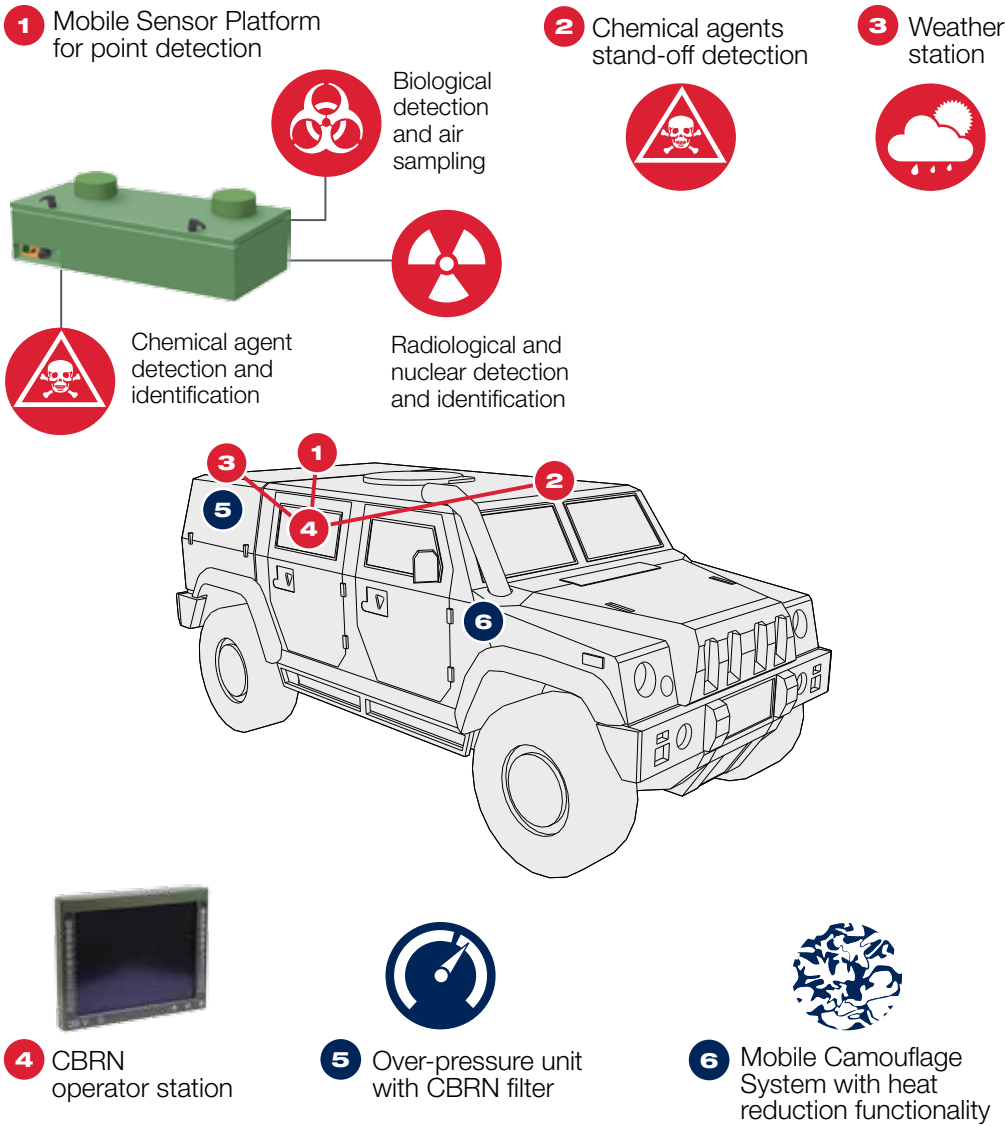 1 Mobile Sensor Platform
for point detection
2 Chemical agents
stand-off detection
3 Weather
station
Biological
detection
and air
sampling
Chemical agent
detection and
identification
Radiological and
nuclear detection
and identification
1
3
2
5
4
6
4 CBRN
operator station
5 Over-pressure unit
with CBRN filter
6 Mobile Camouflage
System with heat
reduction functionality